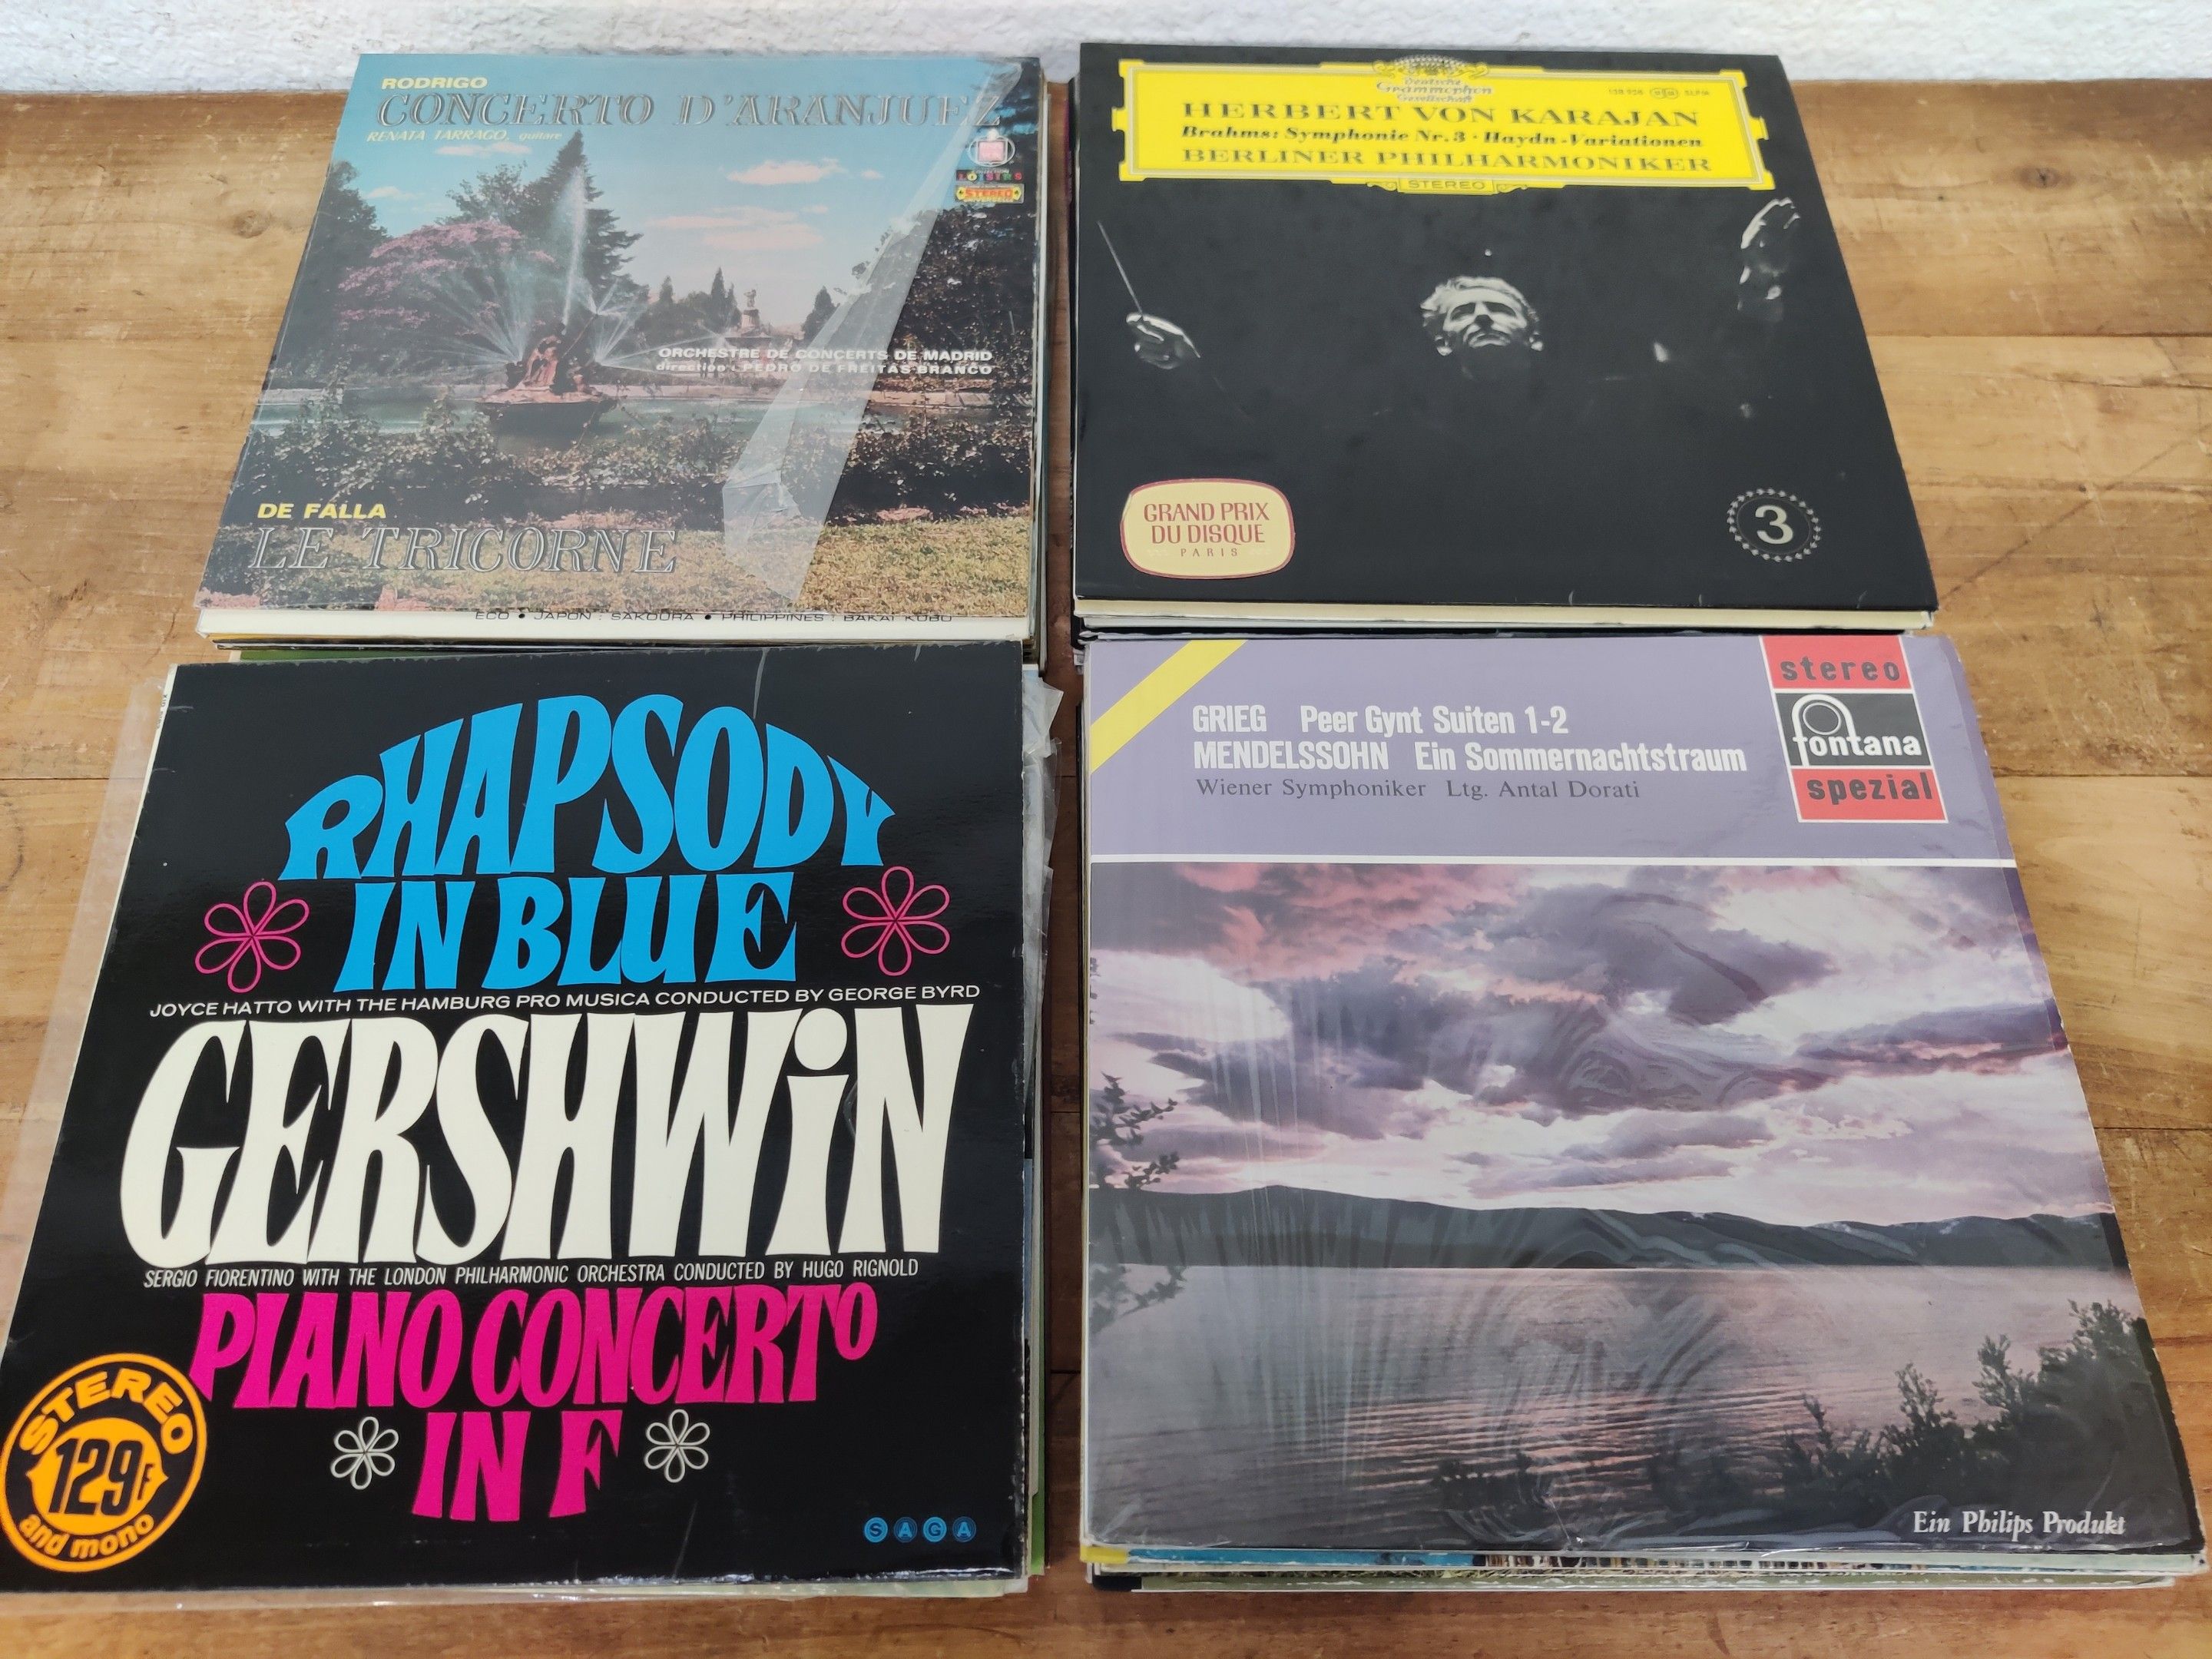 RODRIGO
CONCERTO D'ARANJUEZ
RENATA TARRAGO, guitare
LOISIRS
STEREO
ORCHESTRE DE CONCERTS DE MADRID
direction : PEDRO DE FREITAS-BRANCO
DE FALLA
LE TRICORNE
ECO • JAPON : SAKOURA • PHILIPPINES : BAKAI KOBO
Deutsche
Grammophon
Gesellschaft
SLPM
HERBERT VON KARAJAN
Brahms: Symphonie Nr. 3 · Haydn-Variationen
BERLINER PHILHARMONIKER
STEREO
GRAND PRIX
DU DISQUE
PARIS
3
RHAPSODY
IN BLUE
JOYCE HATTO WITH THE HAMBURG PRO MUSICA CONDUCTED BY GEORGE BYRD
GERSHWiN
SERGIO FIORENTINO WITH THE LONDON PHILHARMONIC ORCHESTRA CONDUCTED BY HUGO RIGNOLD
PIANO CONCERTO
IN F
STEREO
129F
and mono
SAGA
GRIEG Peer Gynt Suiten 1-2
MENDELSSOHN Ein Sommernachtstraum
Wiener Symphoniker Ltg. Antal Dorati
stereo
fontana
spezial
Ein Philips Produkt